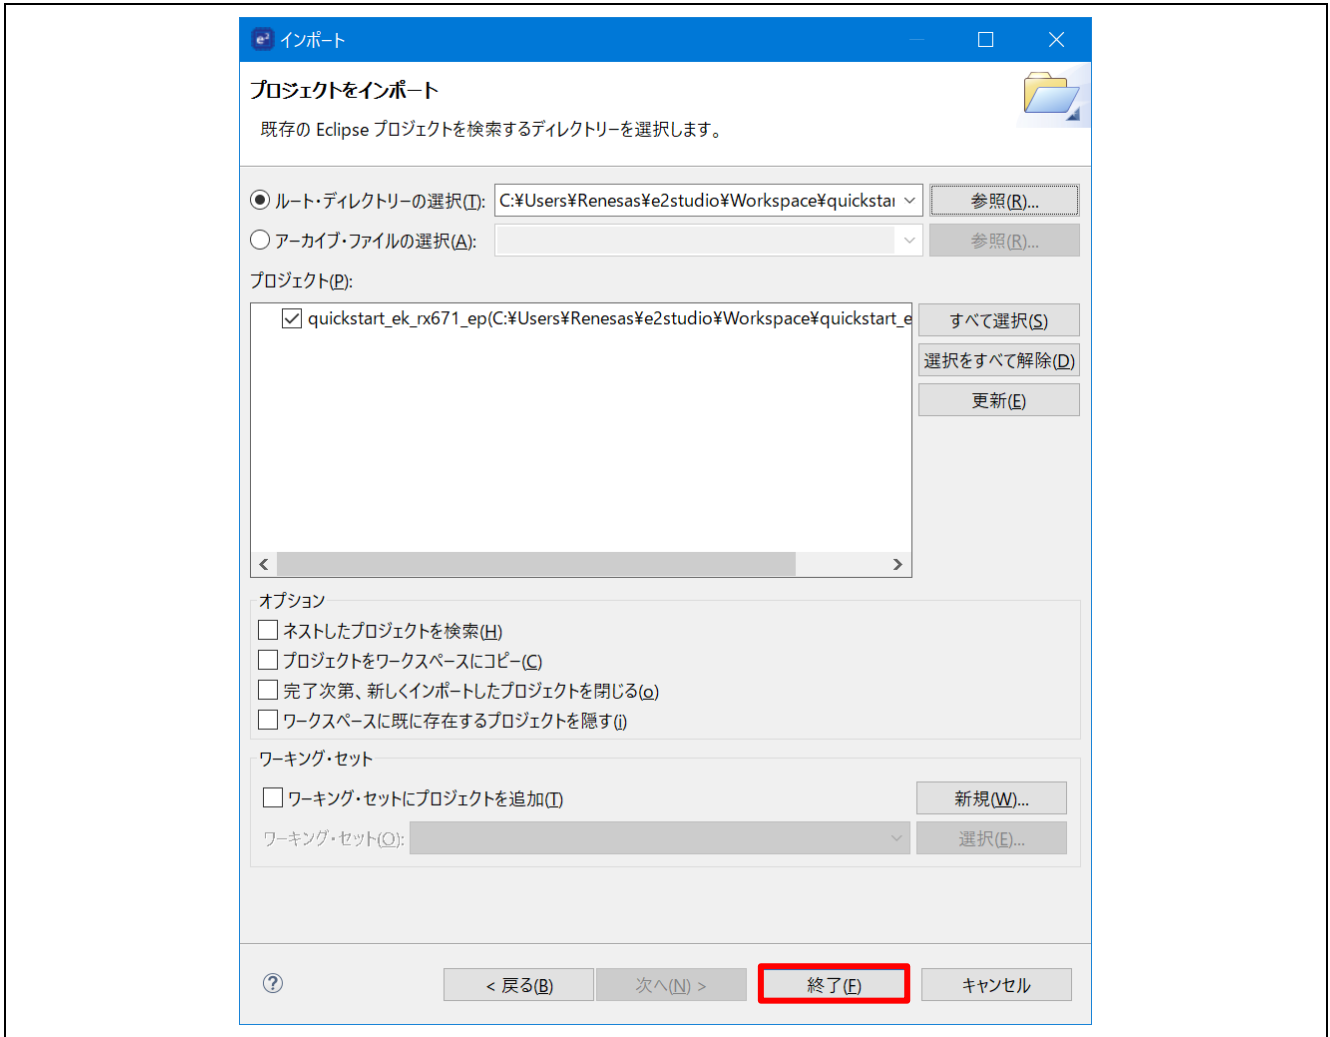 e² インポート
プロジェクトをインポート
既存の Eclipse プロジェクトを検索するディレクトリーを選択します。
ルート・ディレクトリーの選択(T): C:¥Users¥Renesas¥e2studio¥Workspace¥quickstar 参照(R)...
アーカイブ・ファイルの選択(A): 参照(R)...
プロジェクト(P):
quickstart_ek_rx671_ep(C:¥Users¥Renesas¥e2studio¥Workspace¥quickstart_e すべて選択(S)
選択をすべて解除(D)
更新(E)
オプション
ネストしたプロジェクトを検索(H)
プロジェクトをワークスペースにコピー(C)
完了次第、新しくインポートしたプロジェクトを閉じる(o)
ワークスペースに既に存在するプロジェクトを隠す(i)
ワーキング・セット
ワーキング・セットにプロジェクトを追加(T) 新規(W)...
ワーキング・セット(O): 選択(E)...
? < 戻る(B) 次へ(N) > 終了(F) キャンセル